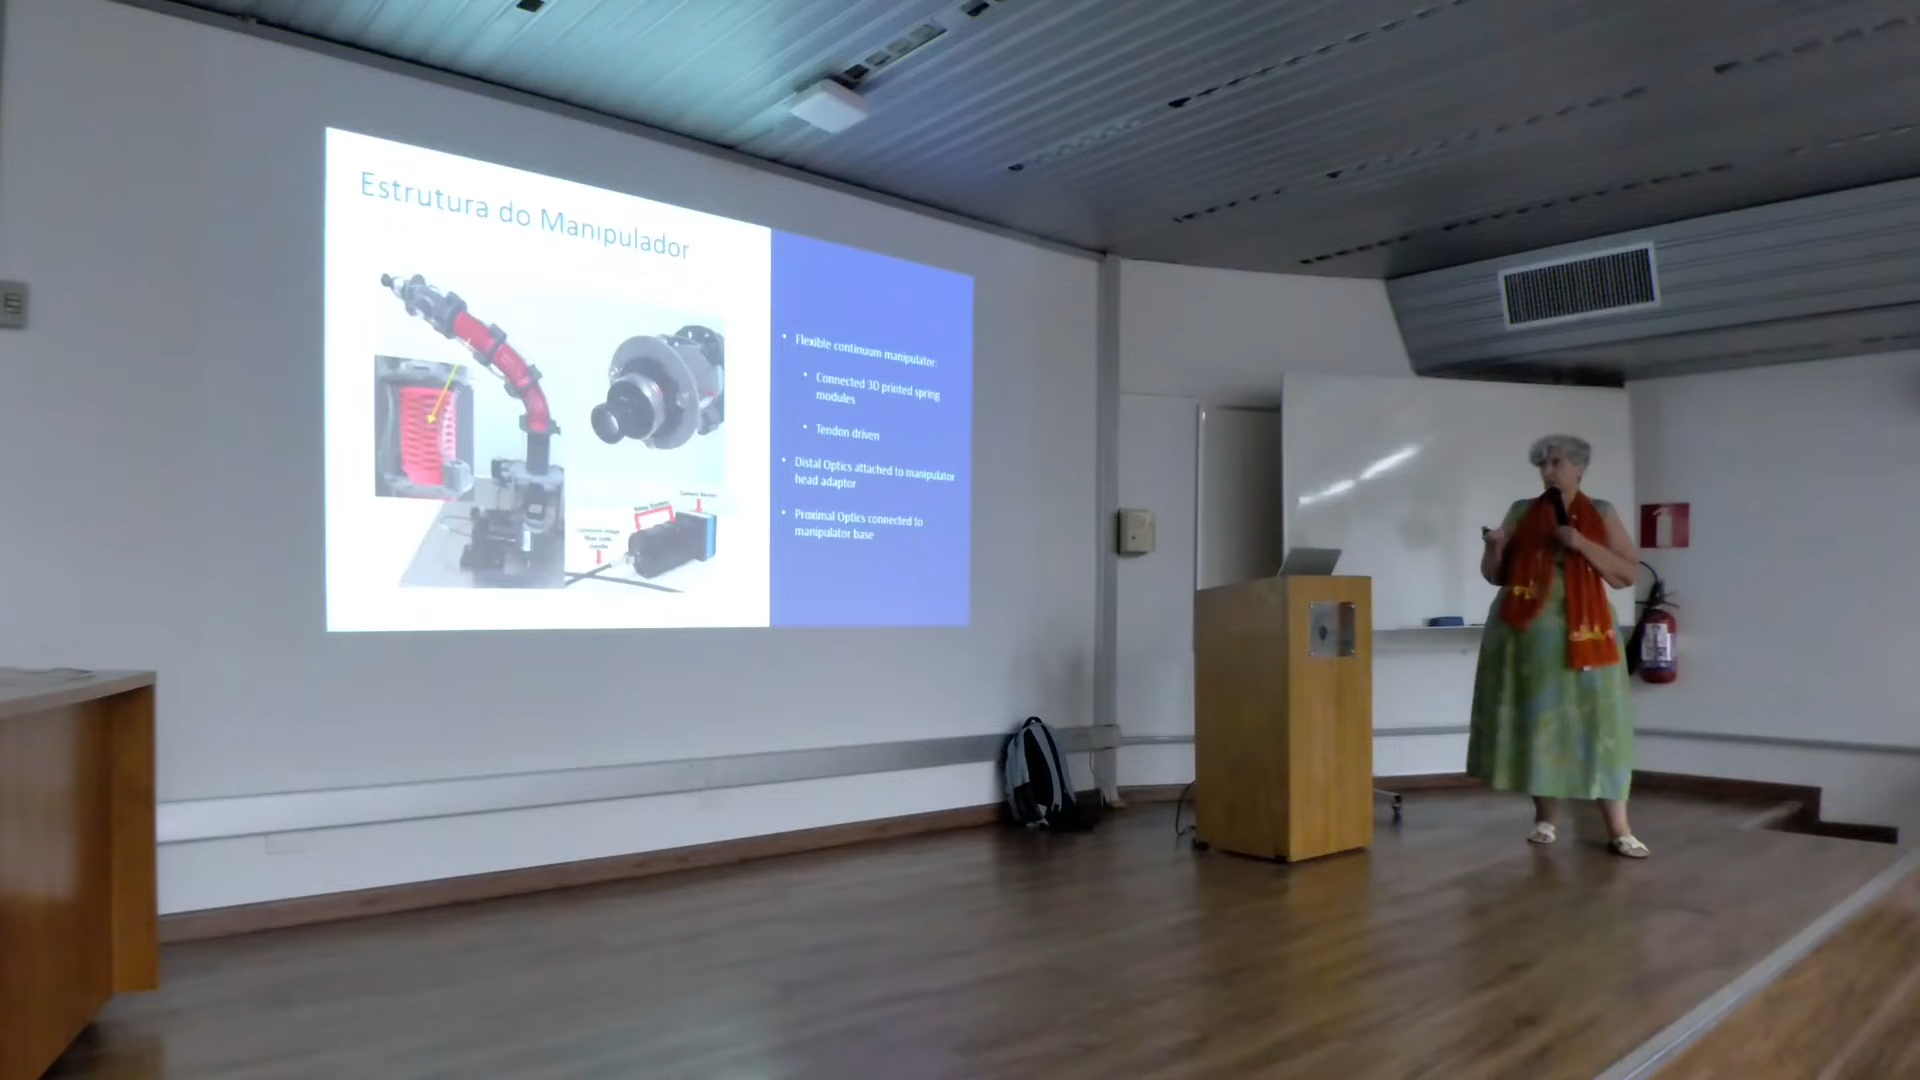 Estrutura do Manipulador
• Flexible continuum manipulator:
• Connected 3D printed spring
modules
• Tendon driven
• Distal Optics attached to manipulator
head adaptor
• Proximal Optics connected to
manipulator base